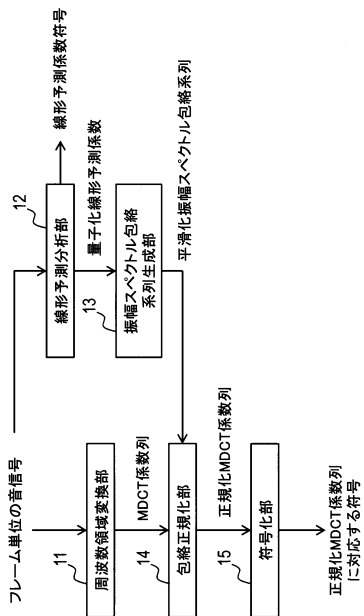 フレーム単位の音信号
11
周波数領域変換部
MDCT係数列
14
包絡正規化部
正規化MDCT係数列
15
符号化部
正規化MDCT係数列
に対応する符号
12
線形予測分析部
線形予測係数符号
量子化線形予測係数
13
振幅スペクトル包絡
系列生成部
平滑化振幅スペクトル包絡系列